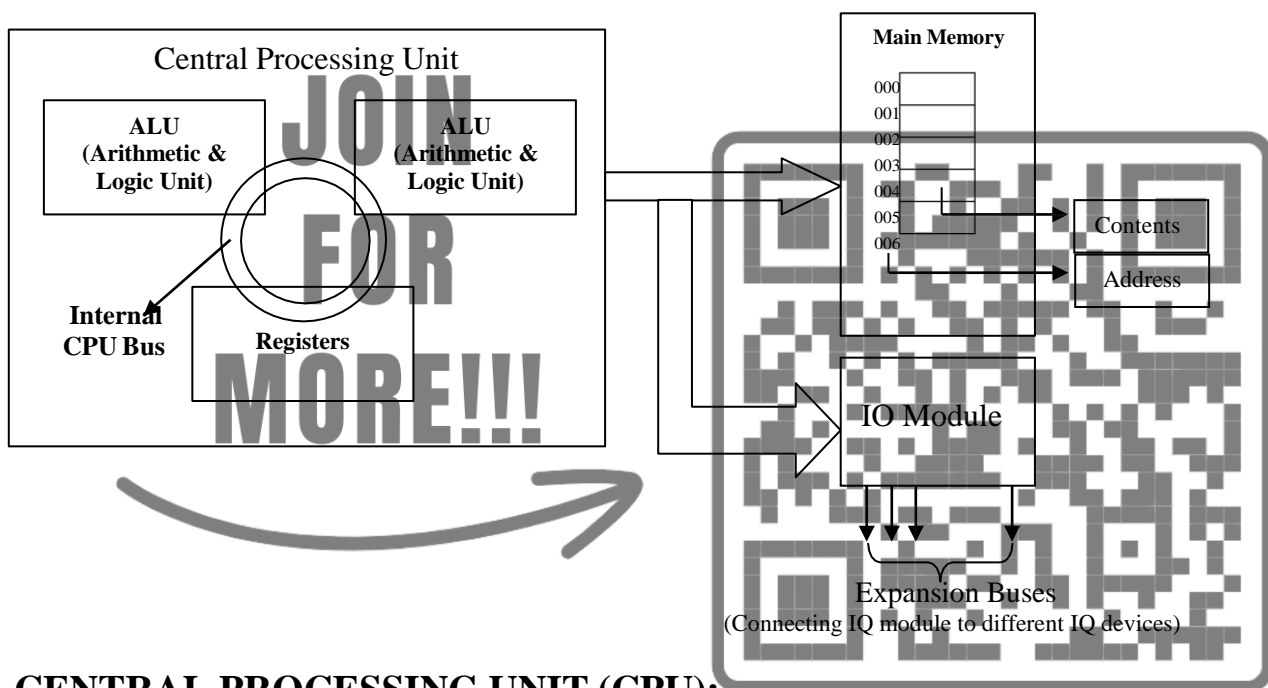 Main Memory
Central Processing Unit
ALU
(Arithmetic &
Logic Unit)
ALU
(Arithmetic &
Logic Unit)
000
001
002
003
004
005
006
Contents
Address
Internal
CPU Bus
Registers
JOIN
FOR
MORE!!!
IO Module
Expansion Buses
(Connecting IQ module to different IQ devices)
CENTRAL PROCESSING UNIT (CPU):